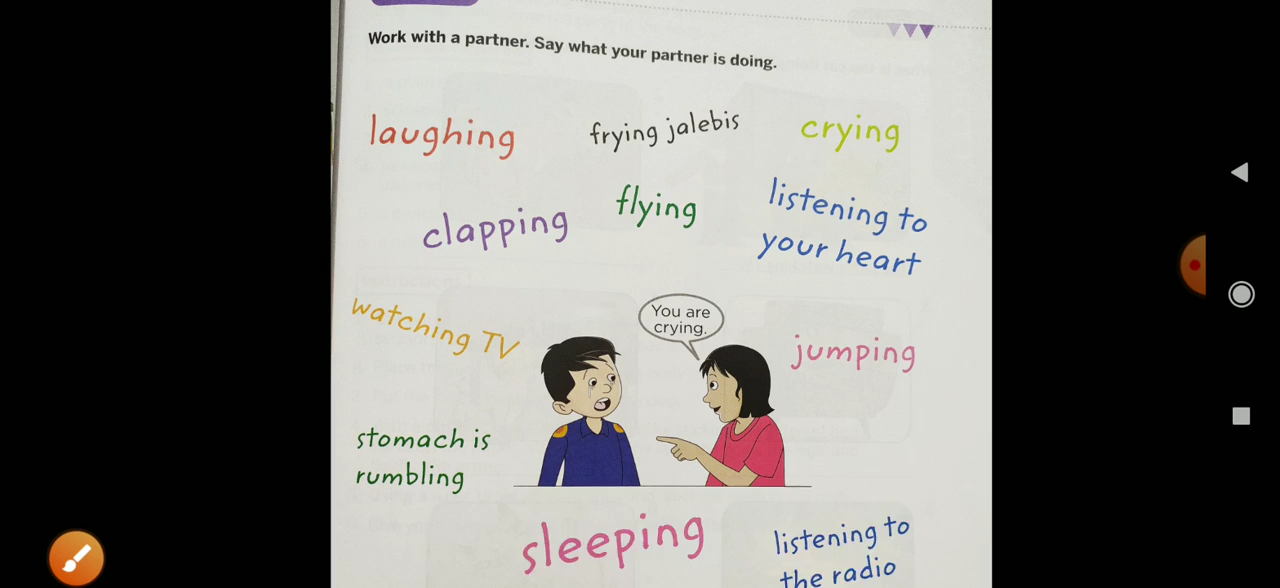 Work with a partner. Say what your partner is doing.
laughing
frying jalebis
crying
clapping
flying
listening to
your heart
watching TV
You are
crying.
jumping
stomach is
rumbling
sleeping
listening to
the radio